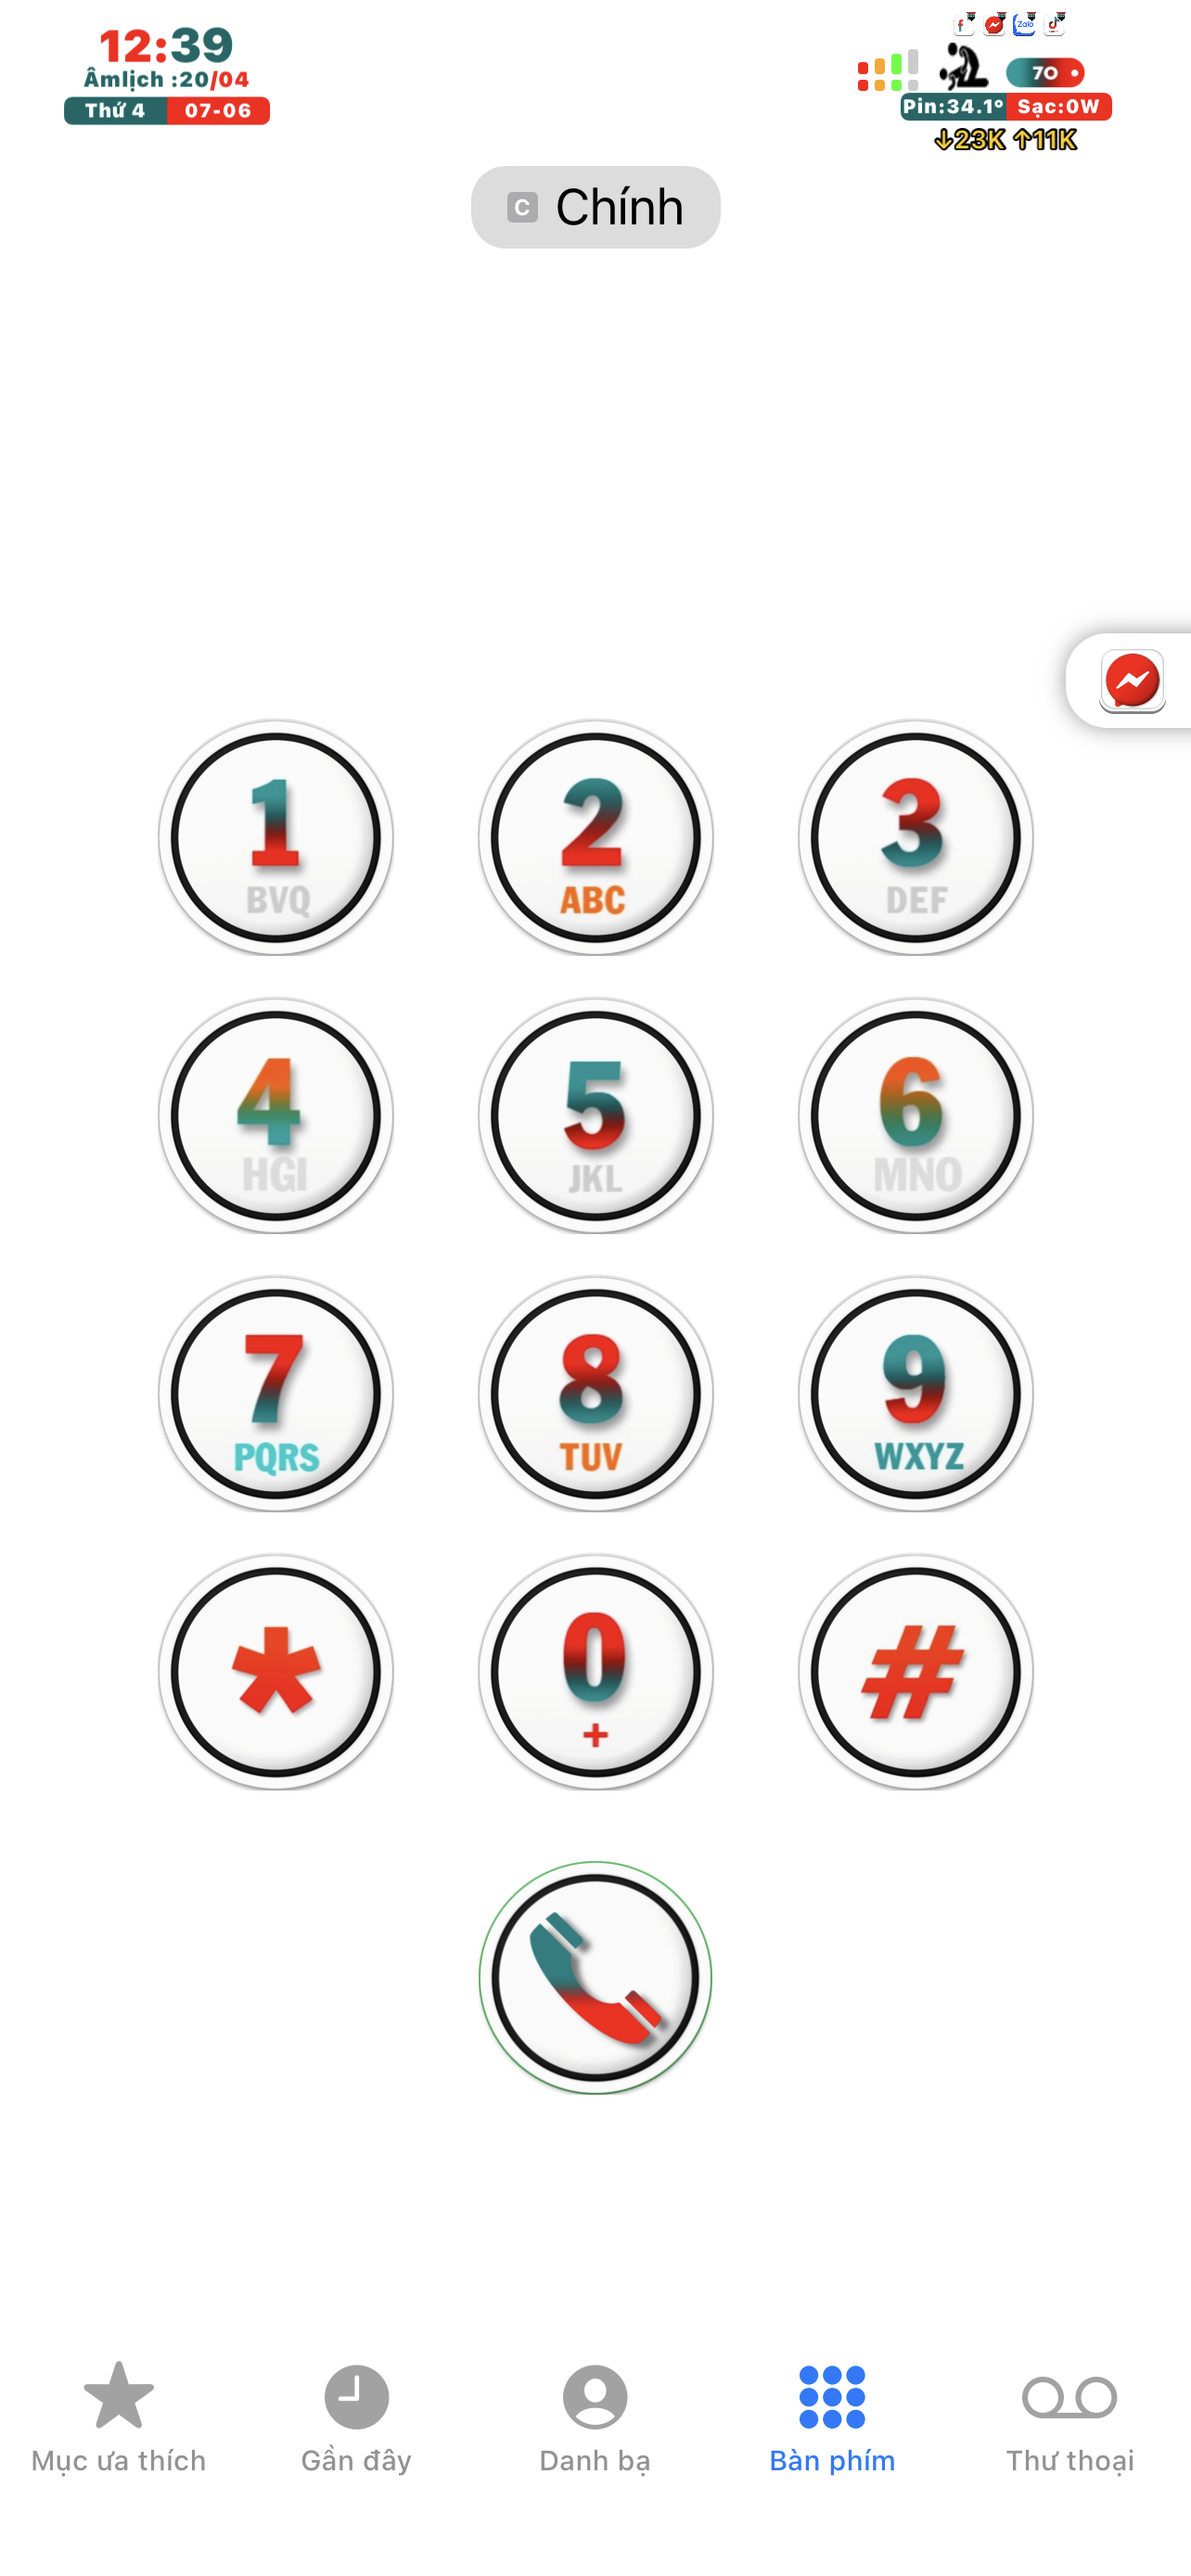 12:39
Âmlịch :20/04
Thứ 4 07-06
Zalo
70
Pin:34.1° Sạc:0W
↓23K ↑11K
C Chính
1 2 3
BVQ ABC DEF
4 5 6
HGI JKL MNO
7 8 9
PQRS TUV WXYZ
* 0 #
+
Mục ưa thích Gần đây Danh bạ Bàn phím Thư thoại